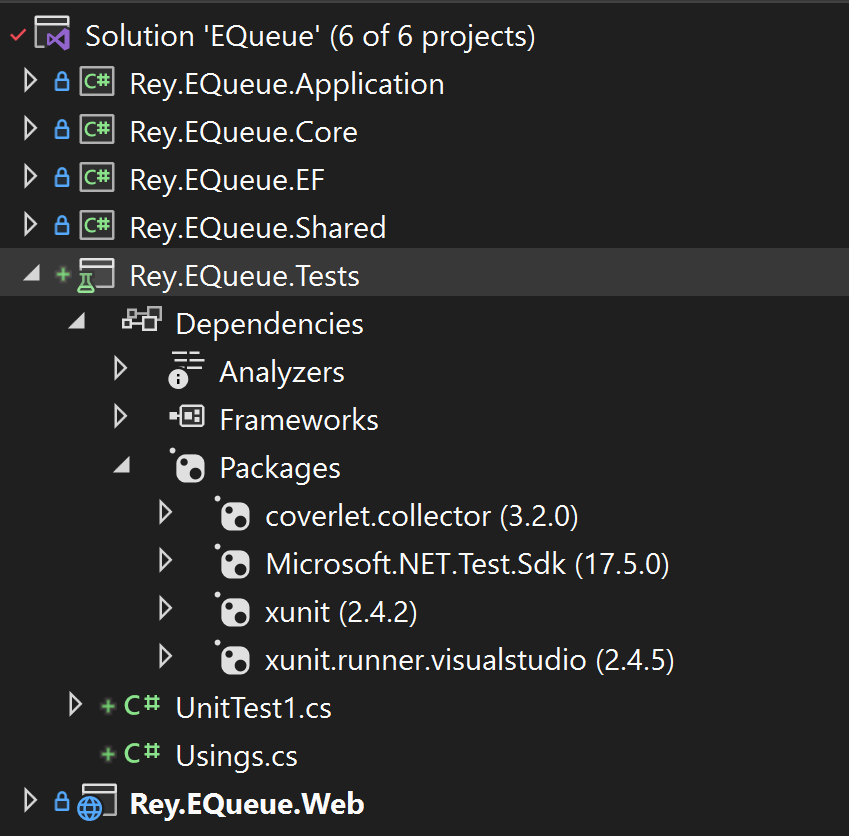 Solution 'EQueue' (6 of 6 projects)
C# Rey.EQueue.Application
C# Rey.EQueue.Core
C# Rey.EQueue.EF
C# Rey.EQueue.Shared
Rey.EQueue.Tests
Dependencies
Analyzers
Frameworks
Packages
coverlet.collector (3.2.0)
Microsoft.NET.Test.Sdk (17.5.0)
xunit (2.4.2)
xunit.runner.visualstudio (2.4.5)
+ C# UnitTest1.cs
+ C# Usings.cs
Rey.EQueue.Web